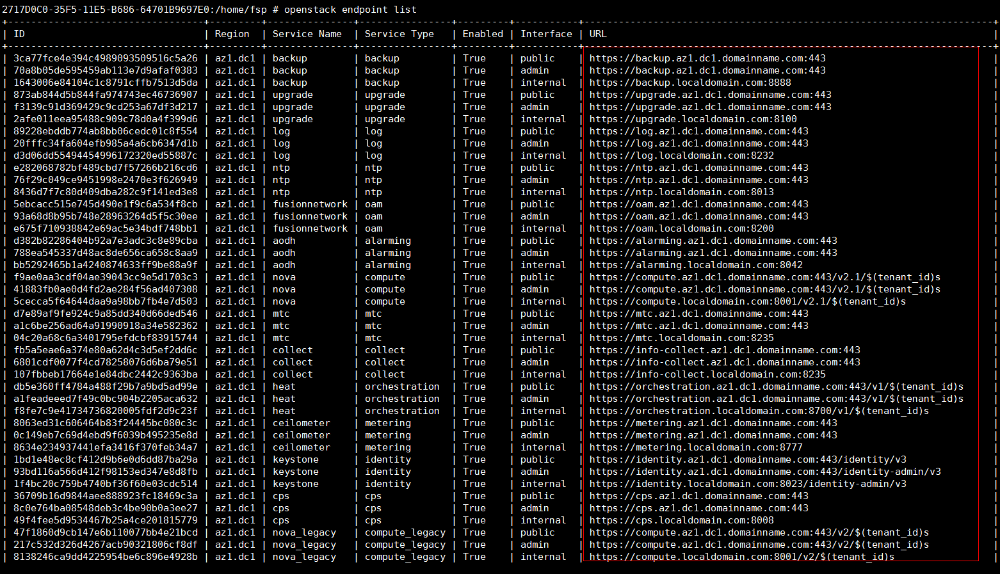 2717D0C0-35F5-11E5-B686-64701B9697E0:/home/fsp # openstack endpoint list
+----------------------------------+---------+---------------+----------------+---------+-----------+-----------------------------------------------------------------------+
| ID | Region | Service Name | Service Type | Enabled | Interface | URL |
+----------------------------------+---------+---------------+----------------+---------+-----------+-----------------------------------------------------------------------+
| 3ca77fce4e394c4989093509516c5a26 | az1.dc1 | backup | backup | True | public | https://backup.az1.dc1.domainname.com:443 |
| 70a8b05de595459ab113e7d9afaf0383 | az1.dc1 | backup | backup | True | admin | https://backup.az1.dc1.domainname.com:443 |
| 1643006e84104c1c8791cffb7513d5da | az1.dc1 | backup | backup | True | internal | https://backup.localdomain.com:8888 |
| 873ab844d5b844fa974743ec46736907 | az1.dc1 | upgrade | upgrade | True | public | https://upgrade.az1.dc1.domainname.com:443 |
| f3139c91d369429c9cd253a67df3d217 | az1.dc1 | upgrade | upgrade | True | admin | https://upgrade.az1.dc1.domainname.com:443 |
| 2afe011eea95488c909c78d0a4f399d6 | az1.dc1 | upgrade | upgrade | True | internal | https://upgrade.localdomain.com:8100 |
| 89228ebddb774ab8bb06cedc01c8f554 | az1.dc1 | log | log | True | public | https://log.az1.dc1.domainname.com:443 |
| 20fffc34fa604efb985a4a6cb6347d1b | az1.dc1 | log | log | True | admin | https://log.az1.dc1.domainname.com:443 |
| d3d06dd55494454996172320ed55887c | az1.dc1 | log | log | True | internal | https://log.localdomain.com:8232 |
| e282068782bf489cbd7f57266b216cd6 | az1.dc1 | ntp | ntp | True | public | https://ntp.az1.dc1.domainname.com:443 |
| 76f29c049ce9451998e2470e3f626949 | az1.dc1 | ntp | ntp | True | admin | https://ntp.az1.dc1.domainname.com:443 |
| 8436d7f7c80d409dba282c9f141ed3e8 | az1.dc1 | ntp | ntp | True | internal | https://ntp.localdomain.com:8013 |
| 5ebcacc515e745d490e1f9c6a534f8cb | az1.dc1 | fusionnetwork | oam | True | public | https://oam.az1.dc1.domainname.com:443 |
| 93a68d8b95b748e28963264d5f5c30ee | az1.dc1 | fusionnetwork | oam | True | admin | https://oam.az1.dc1.domainname.com:443 |
| e675f710938842e69ac5e34bdf748bb1 | az1.dc1 | fusionnetwork | oam | True | internal | https://oam.localdomain.com:8200 |
| d382b82286404b92a7e3adc3c8e89cba | az1.dc1 | aodh | alarming | True | public | https://alarming.az1.dc1.domainname.com:443 |
| 788ea545337d48ac8de656ca658c8aa9 | az1.dc1 | aodh | alarming | True | admin | https://alarming.az1.dc1.domainname.com:443 |
| bb5292465b1a4240874633ff9be88a9f | az1.dc1 | aodh | alarming | True | internal | https://alarming.localdomain.com:8042 |
| f9ae0aa3cdf04ae39043cc9e5d1703c3 | az1.dc1 | nova | compute | True | public | https://compute.az1.dc1.domainname.com:443/v2.1/$(tenant_id)s |
| 41883fb0ae0d4fd2ae284f56ad407308 | az1.dc1 | nova | compute | True | admin | https://compute.az1.dc1.domainname.com:443/v2.1/$(tenant_id)s |
| 5cecca5f64644daa9a98bb7fb4e7d503 | az1.dc1 | nova | compute | True | internal | https://compute.localdomain.com:8001/v2.1/$(tenant_id)s |
| d7e89af9fe924c9a85dd340d66ded546 | az1.dc1 | mtc | mtc | True | public | https://mtc.az1.dc1.domainname.com:443 |
| a1c6be256ad64a91990918a34e582362 | az1.dc1 | mtc | mtc | True | admin | https://mtc.az1.dc1.domainname.com:443 |
| 04c20a68c6a3401795efdcbf83915744 | az1.dc1 | mtc | mtc | True | internal | https://mtc.localdomain.com:8235 |
| fb5a5eae6a374e80a62d4c3d5ef2dd6c | az1.dc1 | collect | collect | True | public | https://info-collect.az1.dc1.domainname.com:443 |
| 6801cdf0077f4cd78258076d6ba79e51 | az1.dc1 | collect | collect | True | admin | https://info-collect.az1.dc1.domainname.com:443 |
| 107fbbeb17664e1e84dbc2442c9363ba | az1.dc1 | collect | collect | True | internal | https://info-collect.localdomain.com:8235 |
| db5e360ff4784a488f29b7a9bd5ad99e | az1.dc1 | heat | orchestration | True | public | https://orchestration.az1.dc1.domainname.com:443/v1/$(tenant_id)s |
| a1feadeeed7f49c0bc904b2205aca632 | az1.dc1 | heat | orchestration | True | admin | https://orchestration.az1.dc1.domainname.com:443/v1/$(tenant_id)s |
| f8fe7c9e41734736820005fdf2d9c23f | az1.dc1 | heat | orchestration | True | internal | https://orchestration.localdomain.com:8700/v1/$(tenant_id)s |
| 8063ed31c606464b83f24445bc080c3c | az1.dc1 | ceilometer | metering | True | public | https://metering.az1.dc1.domainname.com:443 |
| 0c149eb7c69d4ebd9f6039b495235e8d | az1.dc1 | ceilometer | metering | True | admin | https://metering.az1.dc1.domainname.com:443 |
| 8634e234937441efa3416f370feb34a7 | az1.dc1 | ceilometer | metering | True | internal | https://metering.localdomain.com:8777 |
| 1bd1e48ec8cf412d9b6e0d6dd87ba29a | az1.dc1 | keystone | identity | True | public | https://identity.az1.dc1.domainname.com:443/identity/v3 |
| 93bd116a566d412f98153ed347e8d8fb | az1.dc1 | keystone | identity | True | admin | https://identity.az1.dc1.domainname.com:443/identity-admin/v3 |
| 1f4bc20c759b4740bf36f60e03cdc514 | az1.dc1 | keystone | identity | True | internal | https://identity.localdomain.com:8023/identity-admin/v3 |
| 36709b16d9844aee888923fc18469c3a | az1.dc1 | cps | cps | True | public | https://cps.az1.dc1.domainname.com:443 |
| 8c0e764ba08548deb3c4be90b0a3ee27 | az1.dc1 | cps | cps | True | admin | https://cps.az1.dc1.domainname.com:443 |
| 49f4fee5d9534467b25a4ce201815779 | az1.dc1 | cps | cps | True | internal | https://cps.localdomain.com:8008 |
| 47f1860d9cb147e6b110077bb4e21bcd | az1.dc1 | nova_legacy | compute_legacy | True | public | https://compute.az1.dc1.domainname.com:443/v2/$(tenant_id)s |
| 217c532d326d4267acb90321806cf8df | az1.dc1 | nova_legacy | compute_legacy | True | admin | https://compute.az1.dc1.domainname.com:443/v2/$(tenant_id)s |
| 8138246ca9dd4225954be6c896e4928b | az1.dc1 | nova_legacy | compute_legacy | True | internal | https://compute.localdomain.com:8001/v2/$(tenant_id)s |